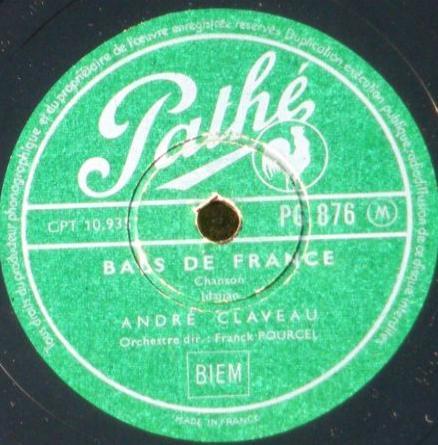 Tous droits du producteur phonographique et du propriétaire de l'œuvre enregistrée réservés Duplication exécution publique radiodiffusion de ce disque interdites
Pathé
CPT 10.935 PG 876 M
BALS DE FRANCE
Chanson
ANDRÉ CLAVEAU
Orchestre dir. : Franck POURCEL
BIEM
MADE IN FRANCE